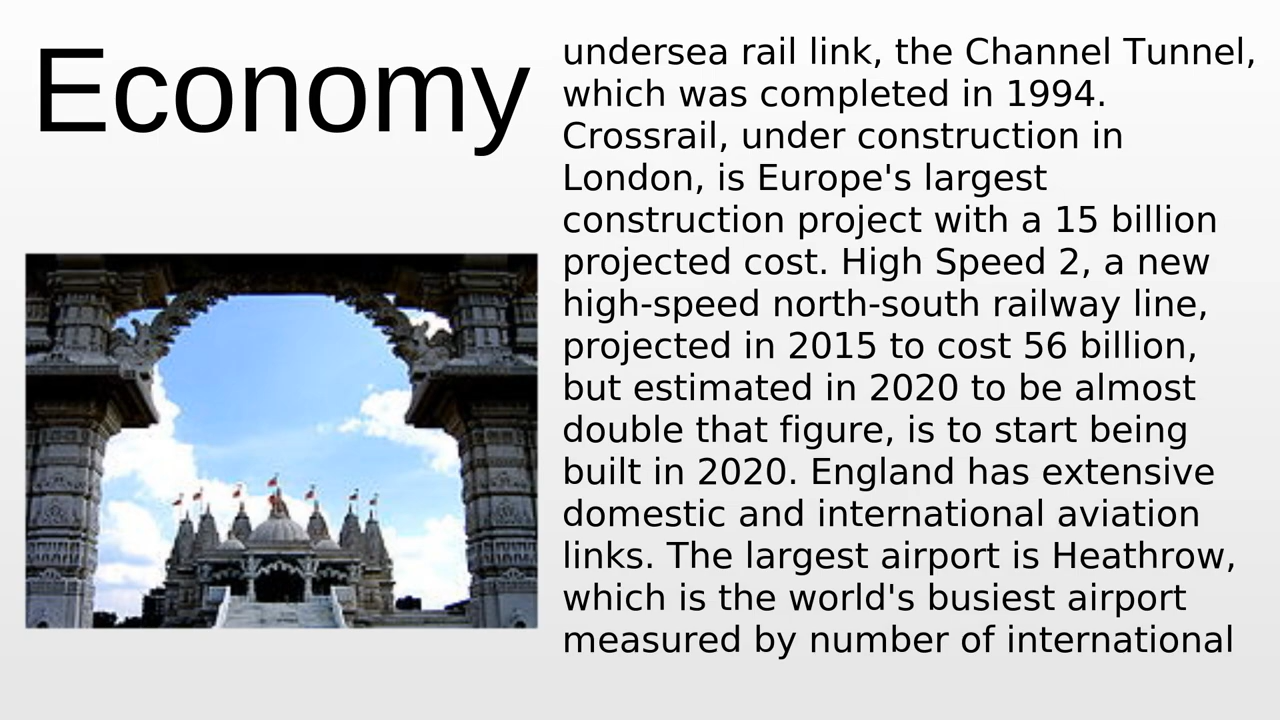 Economy
undersea rail link, the Channel Tunnel,
which was completed in 1994.
Crossrail, under construction in
London, is Europe's largest
construction project with a 15 billion
projected cost. High Speed 2, a new
high-speed north-south railway line,
projected in 2015 to cost 56 billion,
but estimated in 2020 to be almost
double that figure, is to start being
built in 2020. England has extensive
domestic and international aviation
links. The largest airport is Heathrow,
which is the world's busiest airport
measured by number of international